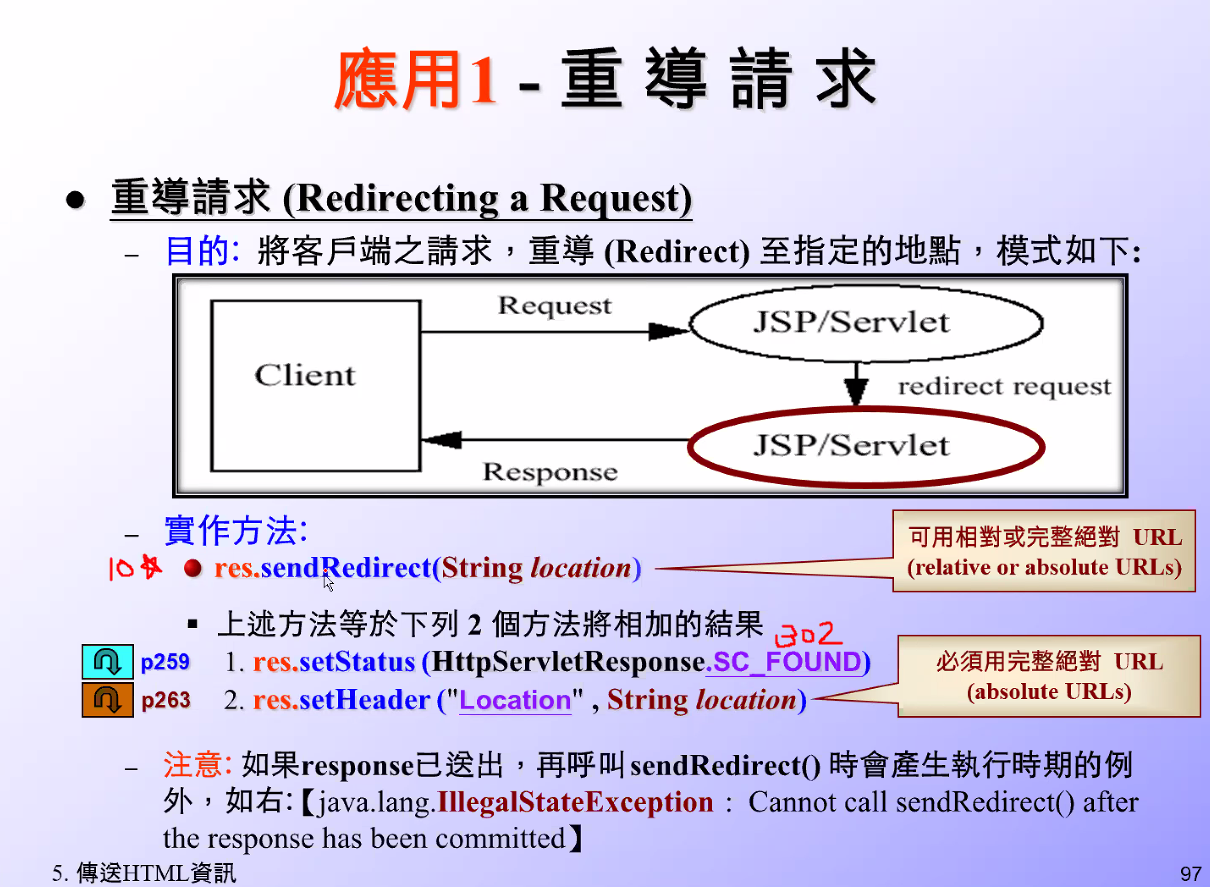 應用1 - 重 導 請 求
● 重導請求 (Redirecting a Request)
– 目的: 將客戶端之請求，重導 (Redirect) 至指定的地點，模式如下:
Request
JSP/Servlet
Client
redirect request
JSP/Servlet
Response
– 實作方法:
可用相對或完整絕對 URL
(relative or absolute URLs)
10★ ● res.sendRedirect(String location)
▪ 上述方法等於下列 2 個方法將相加的結果
302
p259 1. res.setStatus (HttpServletResponse.SC_FOUND)
必須用完整絕對 URL
(absolute URLs)
p263 2. res.setHeader ("Location" , String location)
– 注意: 如果response已送出，再呼叫sendRedirect() 時會產生執行時期的例
外，如右:【java.lang.IllegalStateException : Cannot call sendRedirect() after
the response has been committed】
5. 傳送HTML資訊
97